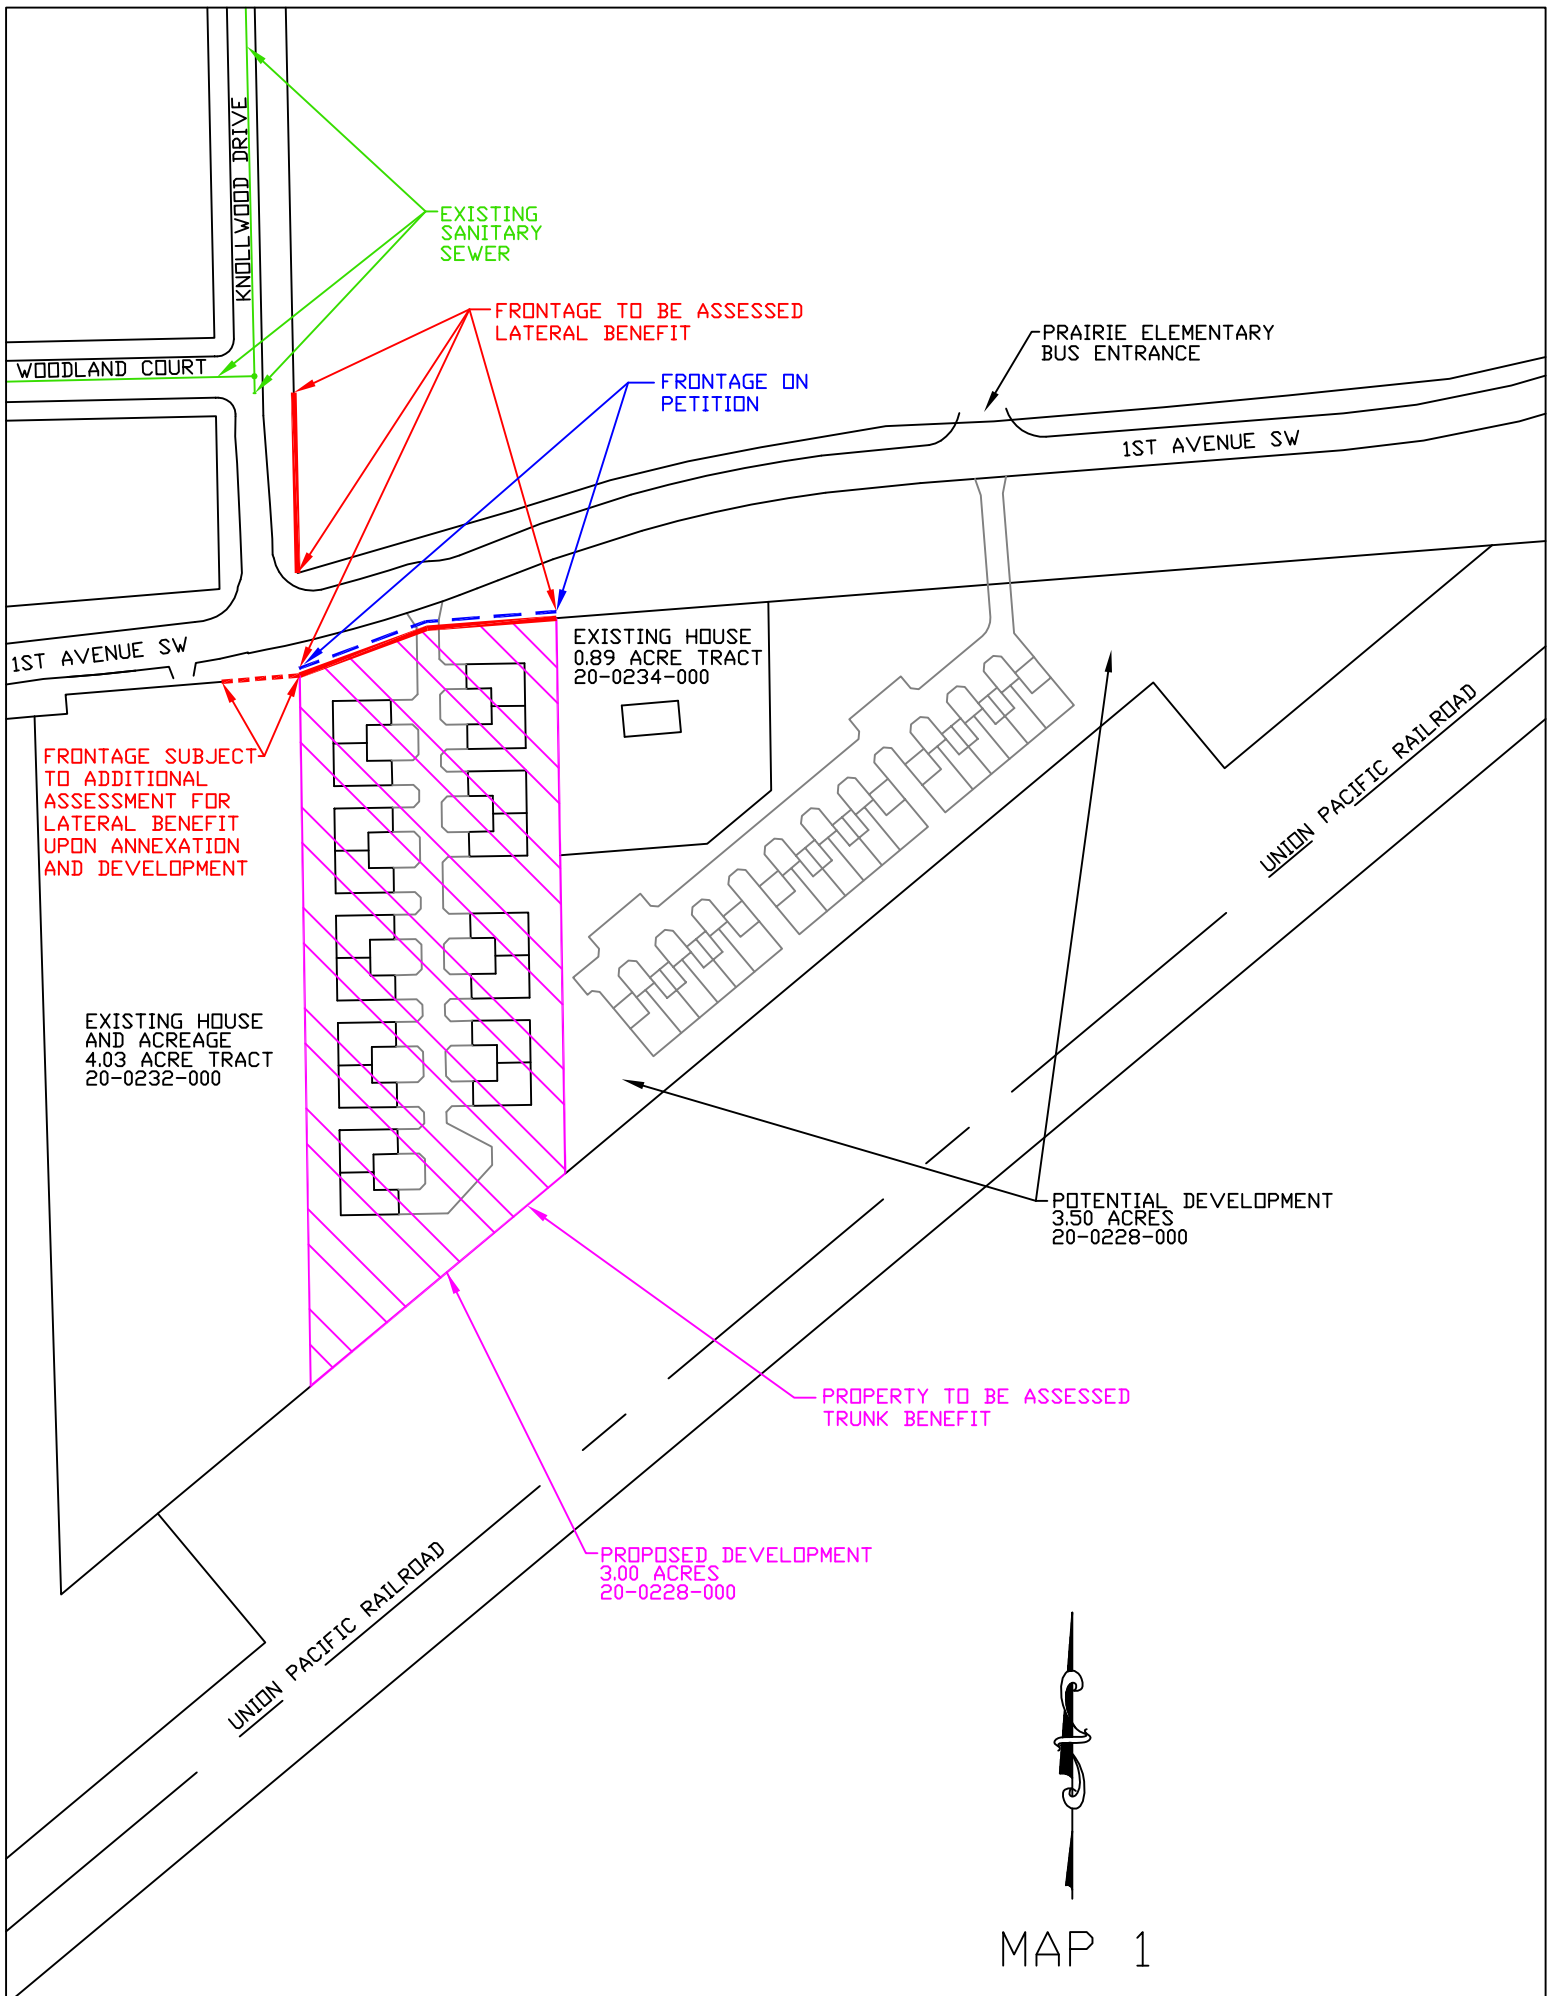 KNOLLWOOD DRIVE
EXISTING
SANITARY
SEWER
FRONTAGE TO BE ASSESSED
LATERAL BENEFIT
PRAIRIE ELEMENTARY
BUS ENTRANCE
WOODLAND COURT
FRONTAGE ON
PETITION
1ST AVENUE SW
1ST AVENUE SW
EXISTING HOUSE
0.89 ACRE TRACT
20-0234-000
FRONTAGE SUBJECT
TO ADDITIONAL
ASSESSMENT FOR
LATERAL BENEFIT
UPON ANNEXATION
AND DEVELOPMENT
UNION PACIFIC RAILROAD
EXISTING HOUSE
AND ACREAGE
4.03 ACRE TRACT
20-0232-000
POTENTIAL DEVELOPMENT
3.50 ACRES
20-0228-000
PROPERTY TO BE ASSESSED
TRUNK BENEFIT
PROPOSED DEVELOPMENT
3.00 ACRES
20-0228-000
UNION PACIFIC RAILROAD
MAP 1